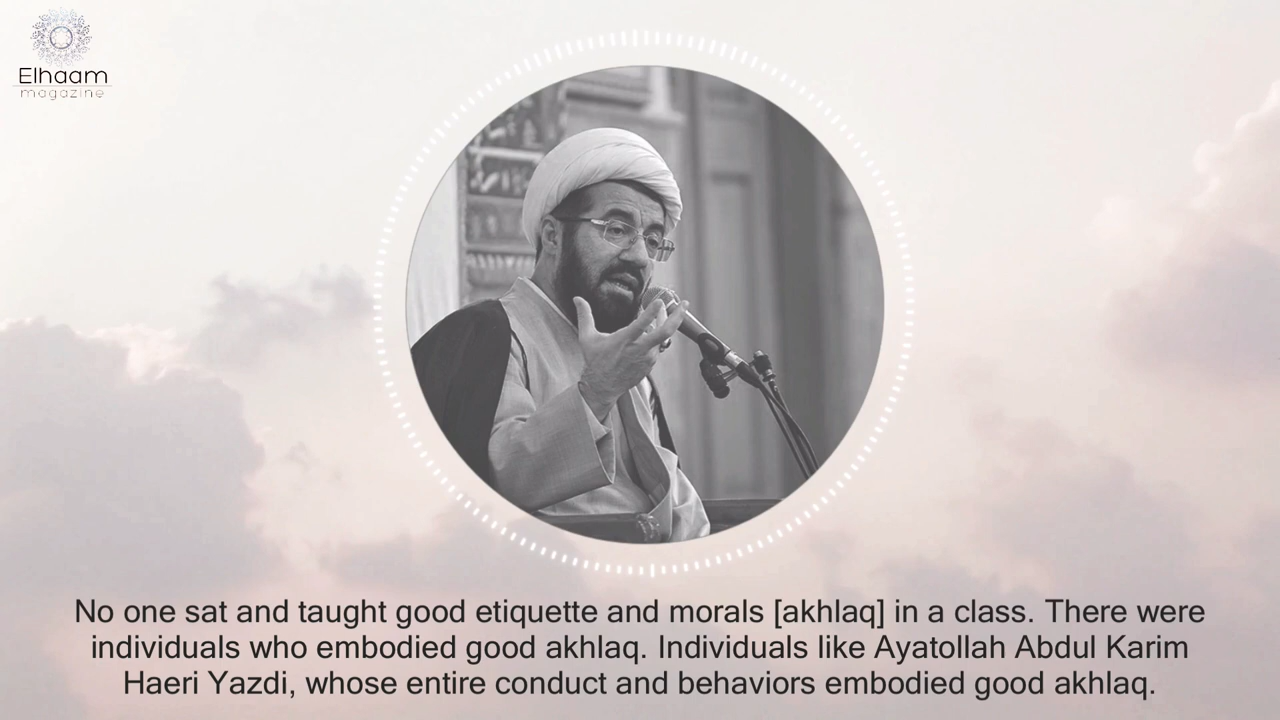 Elhaam
magazine
No one sat and taught good etiquette and morals [akhlaq] in a class. There were
individuals who embodied good akhlaq. Individuals like Ayatollah Abdul Karim
Haeri Yazdi, whose entire conduct and behaviors embodied good akhlaq.